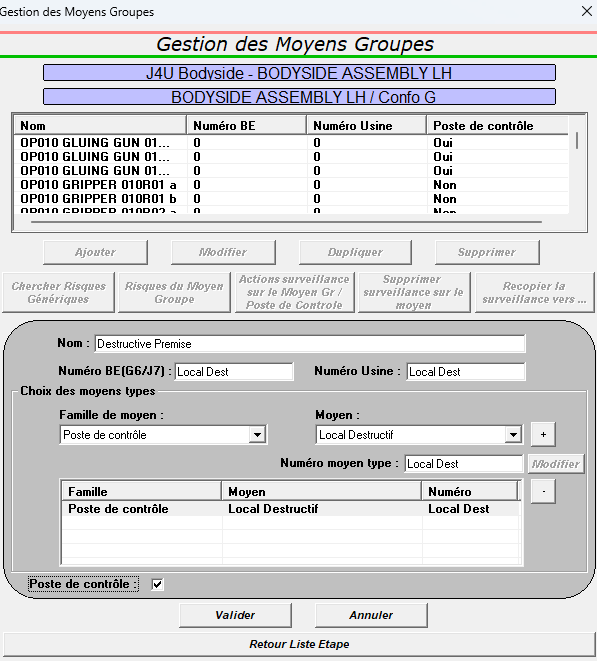 Gestion des Moyens Groupes
Gestion des Moyens Groupes
J4U Bodyside - BODYSIDE ASSEMBLY LH
BODYSIDE ASSEMBLY LH / Confo G
Nom Numéro BE Numéro Usine Poste de contrôle
OP010 GLUING GUN 01... 0 0 Oui
OP010 GLUING GUN 01... 0 0 Oui
OP010 GLUING GUN 01... 0 0 Oui
OP010 GRIPPER 010R01 a 0 0 Non
OP010 GRIPPER 010R01 b 0 0 Non
OP010 GRIPPER 010R02 a 0 0 Non
Ajouter Modifier Dupliquer Supprimer
Chercher Risques Génériques
Risques du Moyen Groupe
Actions surveillance sur le Moyen Gr / Poste de Controle
Supprimer surveillance sur le moyen
Recopier la surveillance vers ...
Nom : Destructive Premise
Numéro BE(G6/J7) : Local Dest Numéro Usine : Local Dest
Choix des moyens types
Famille de moyen : Moyen :
Poste de contrôle Local Destructif +
Numéro moyen type : Local Dest Modifier
Famille Moyen Numéro -
Poste de contrôle Local Destructif Local Dest
Poste de contrôle :
Valider Annuler
Retour Liste Etape